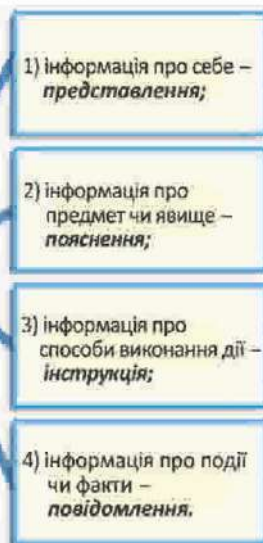 1) інформація про себе –
представлення;
2) інформація про
предмет чи явище –
пояснення;
3) інформація про
способи виконання дії –
інструкція;
4) інформація про події
чи факти –
повідомлення.